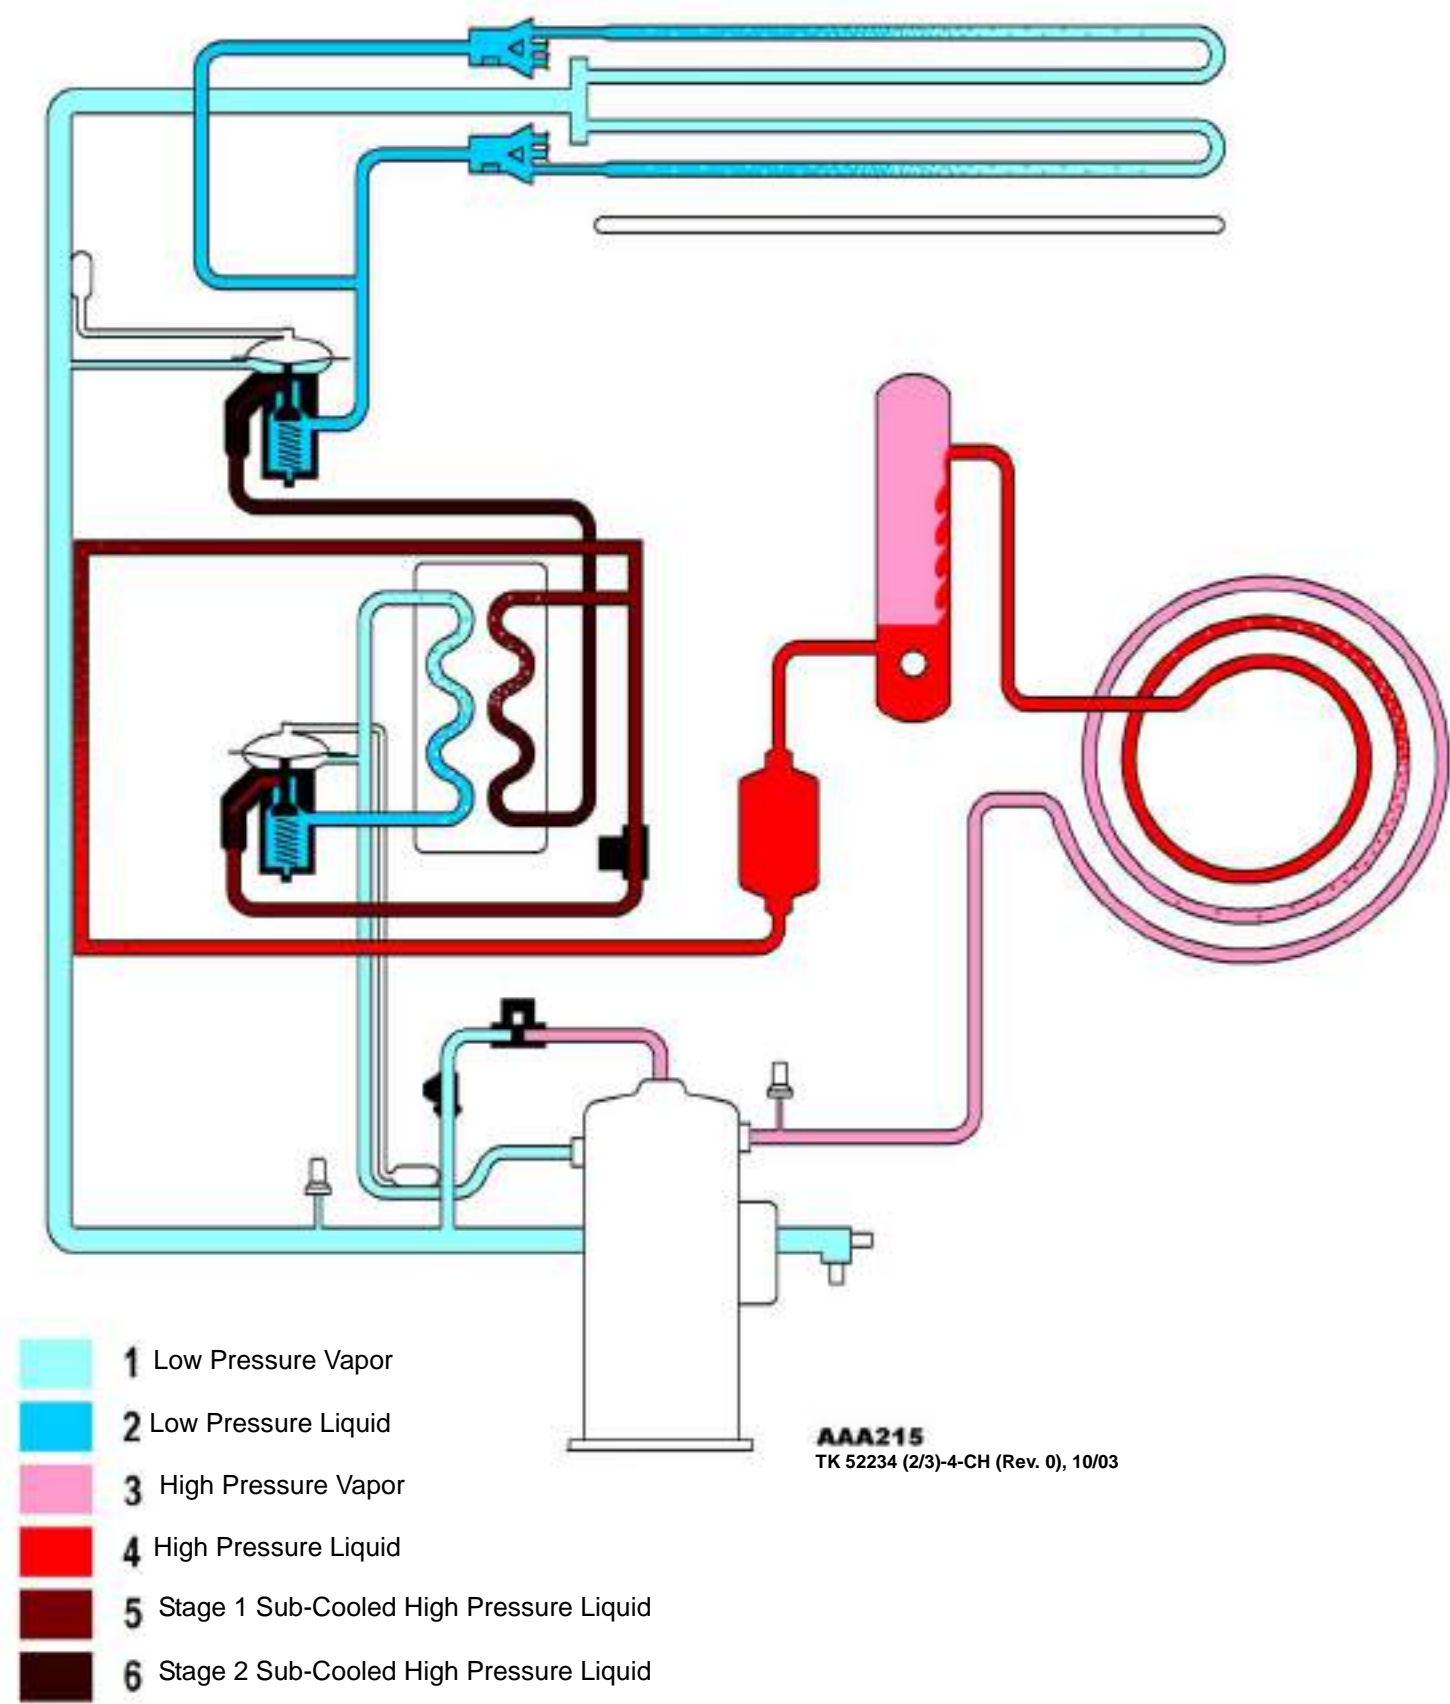 1 Low Pressure Vapor
2 Low Pressure Liquid
3 High Pressure Vapor
4 High Pressure Liquid
5 Stage 1 Sub-Cooled High Pressure Liquid
6 Stage 2 Sub-Cooled High Pressure Liquid
AAA215
TK 52234 (2/3)-4-CH (Rev. 0), 10/03